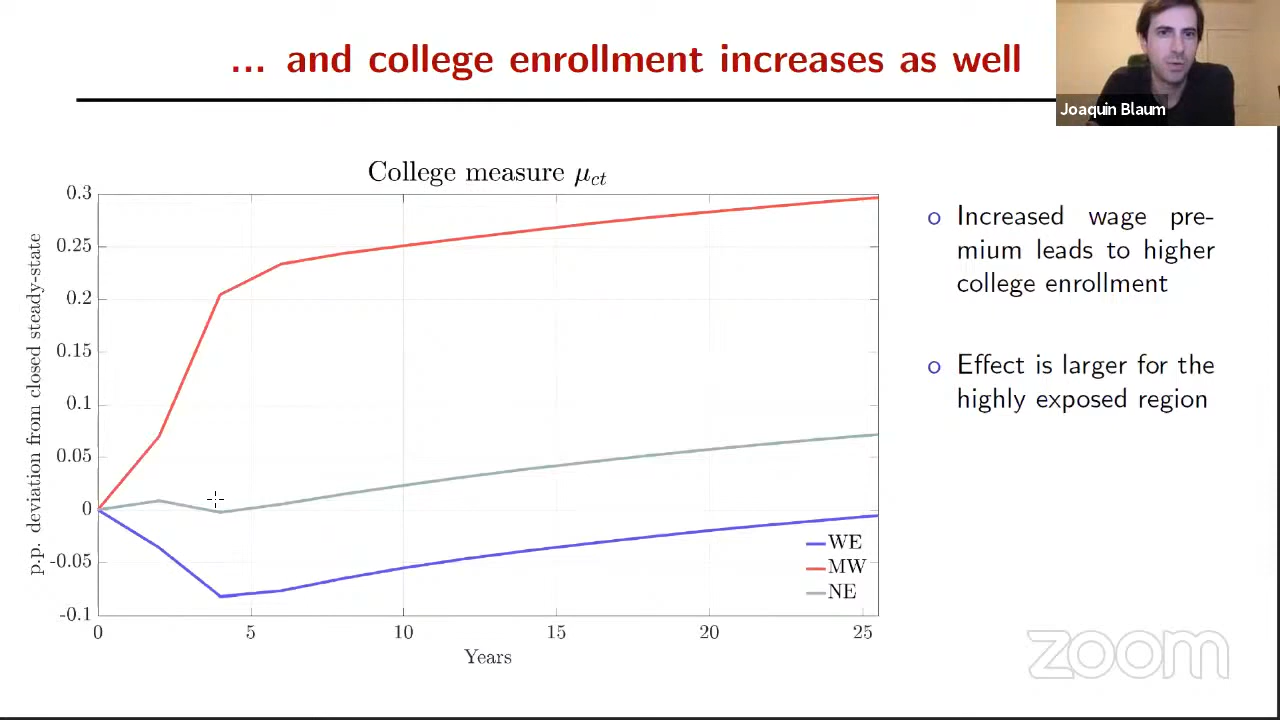 ... and college enrollment increases as well
Joaquin Blaum
College measure μct
0.3
0.25
0.2
0.15
0.1
0.05
0
-0.05
-0.1
p.p. deviation from closed steady-state
0 5 10 15 20 25
Years
WE
MW
NE
o Increased wage pre-
mium leads to higher
college enrollment
o Effect is larger for the
highly exposed region
zoom